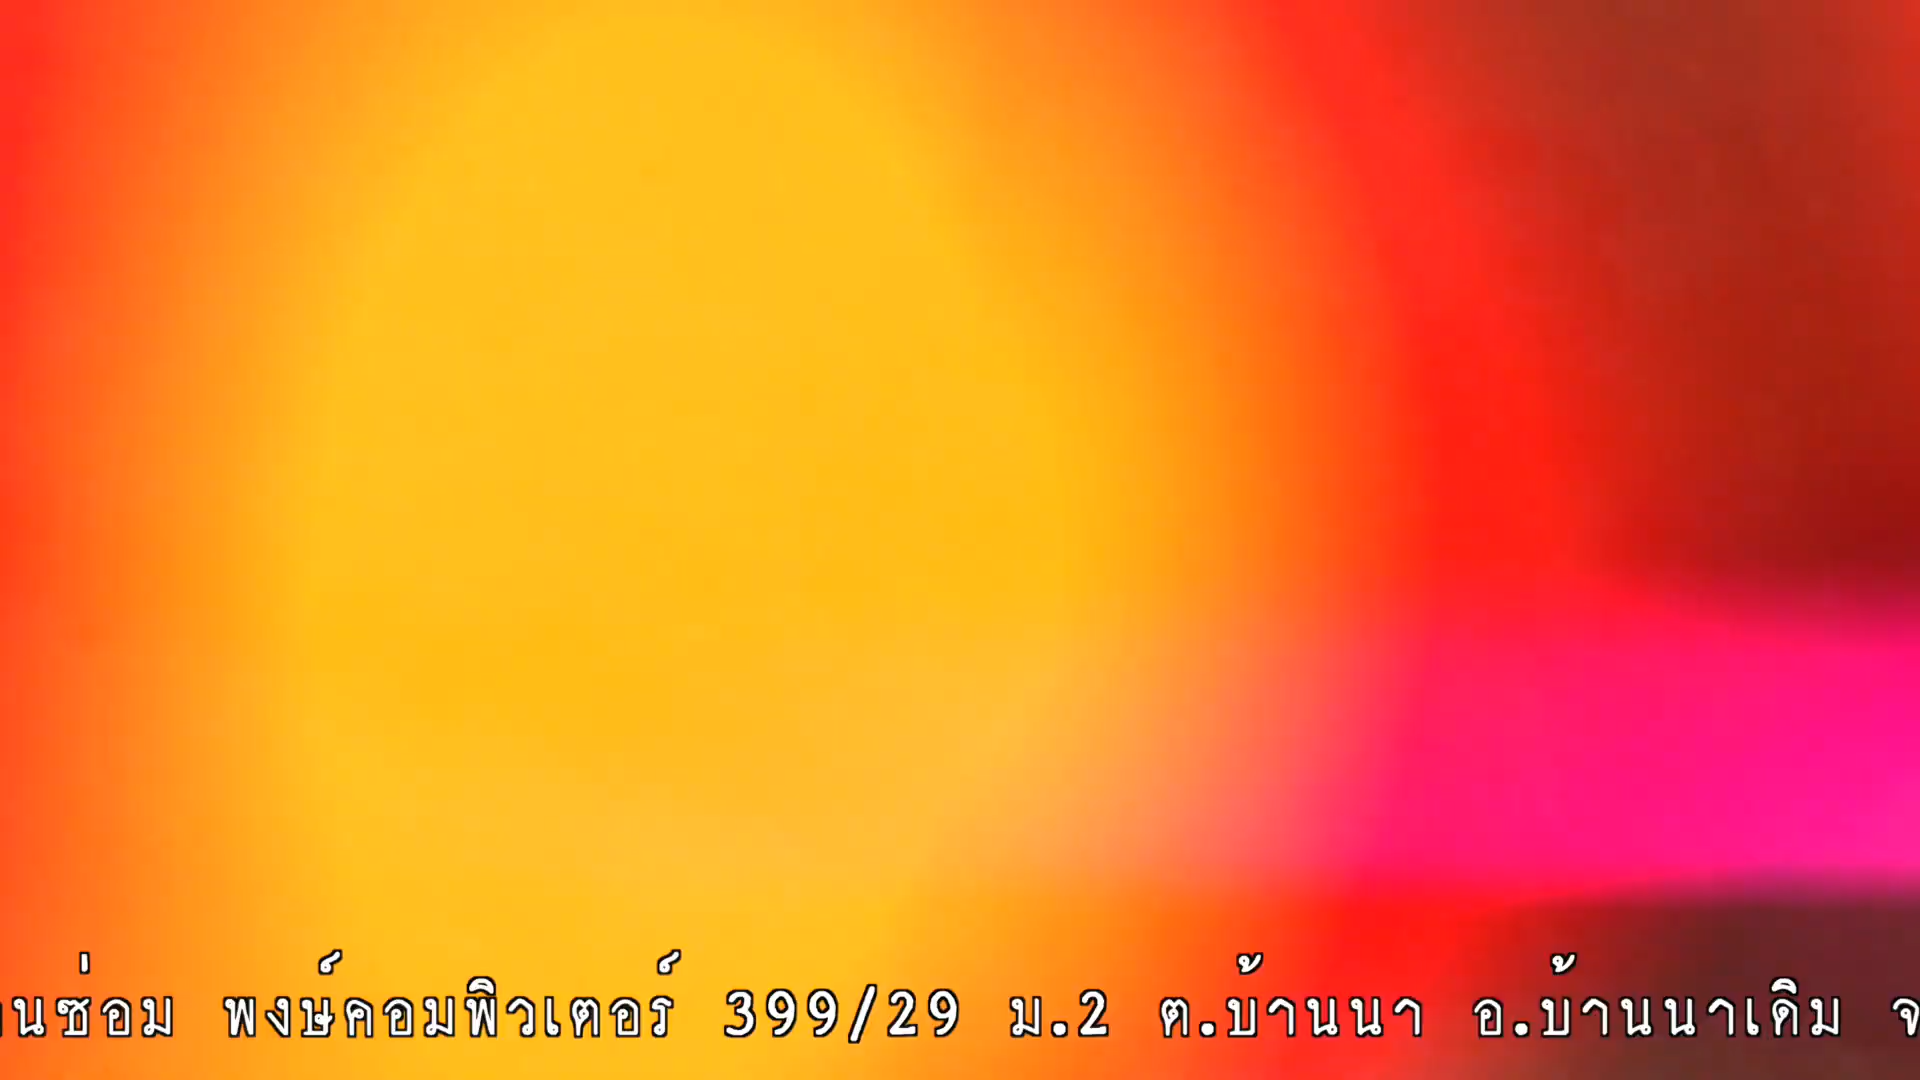 นซ่อม พงษ์คอมพิวเตอร์ 399/29 ม.2 ต.บ้านนา อ.บ้านนาเดิม จ